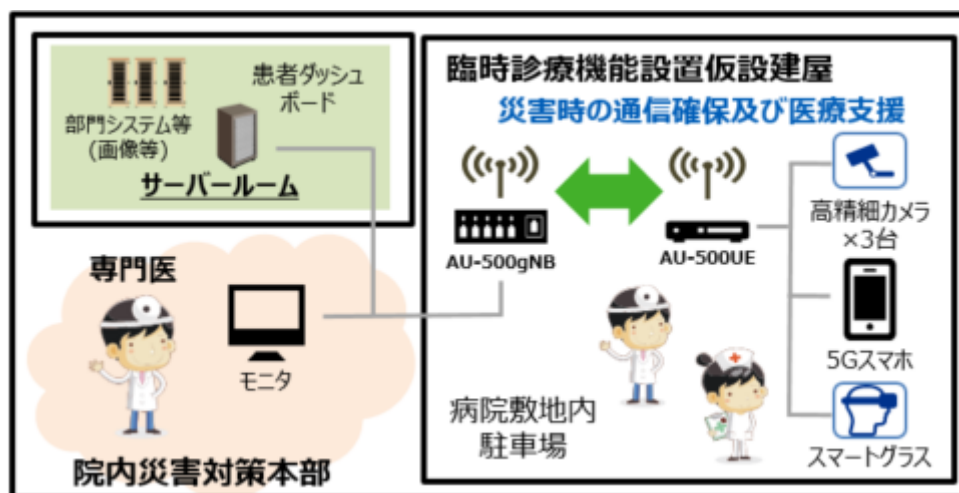 患者ダッシュ
ボード
部門システム等
(画像等)
サーバールーム
専門医
モニタ
院内災害対策本部
臨時診療機能設置仮設建屋
災害時の通信確保及び医療支援
AU-500gNB
AU-500UE
高精細カメラ
×3台
5Gスマホ
スマートグラス
病院敷地内
駐車場